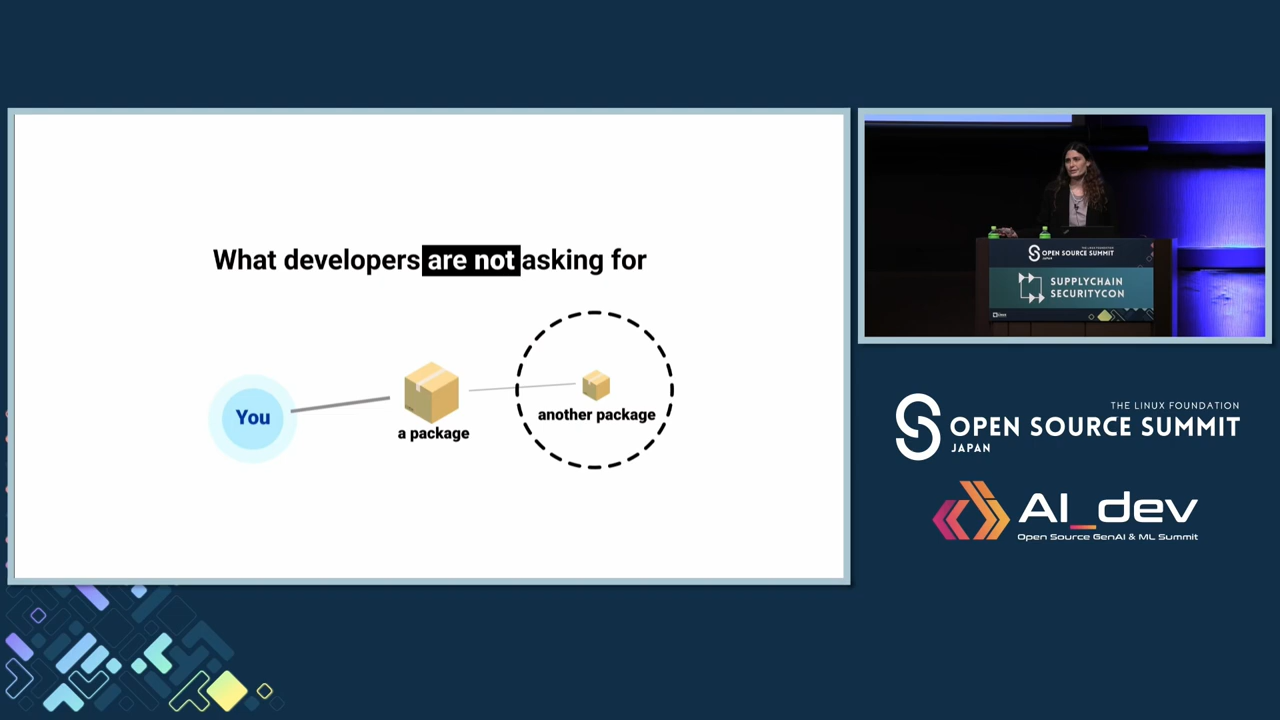 What developers are not asking for
You
a package
another package
OPEN SOURCE SUMMIT
JAPAN
SUPPLYCHAIN
SECURITYCON
THE LINUX FOUNDATION
OPEN SOURCE SUMMIT
JAPAN
AI_dev
Open Source GenAI & ML Summit